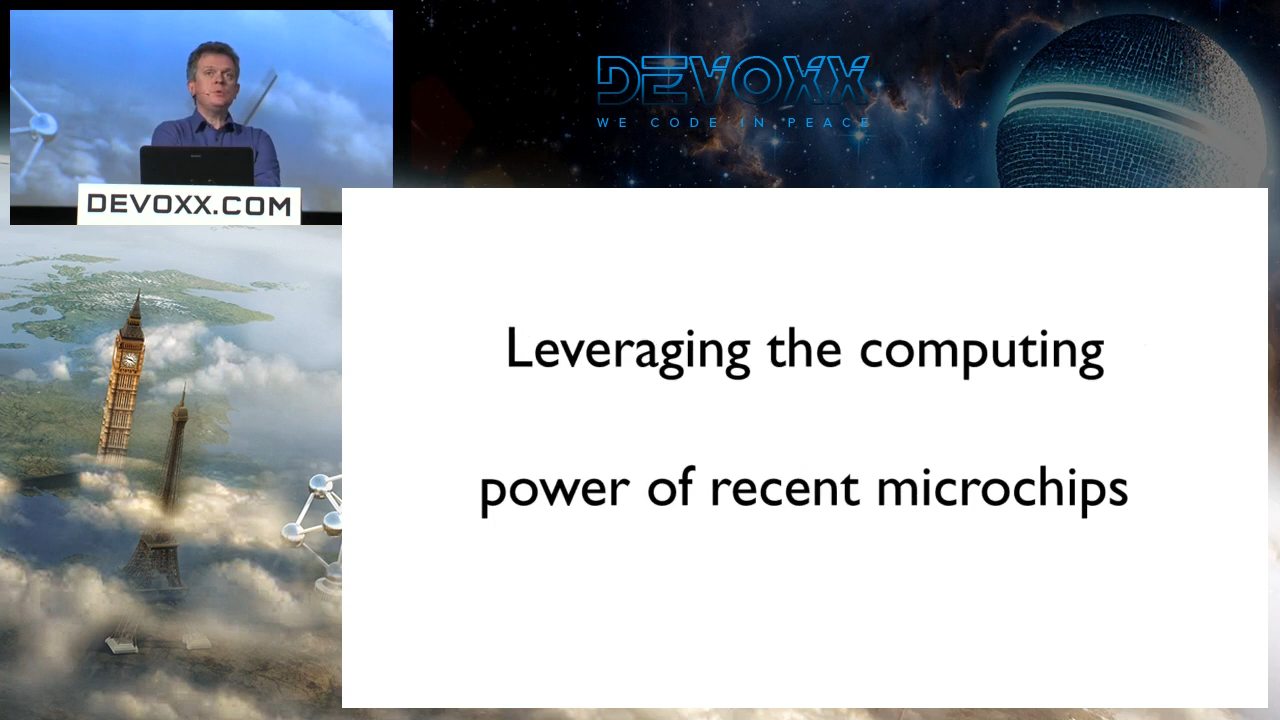 DEVOXX
WE CODE IN PEACE
DEVOXX.COM
Leveraging the computing
power of recent microchips